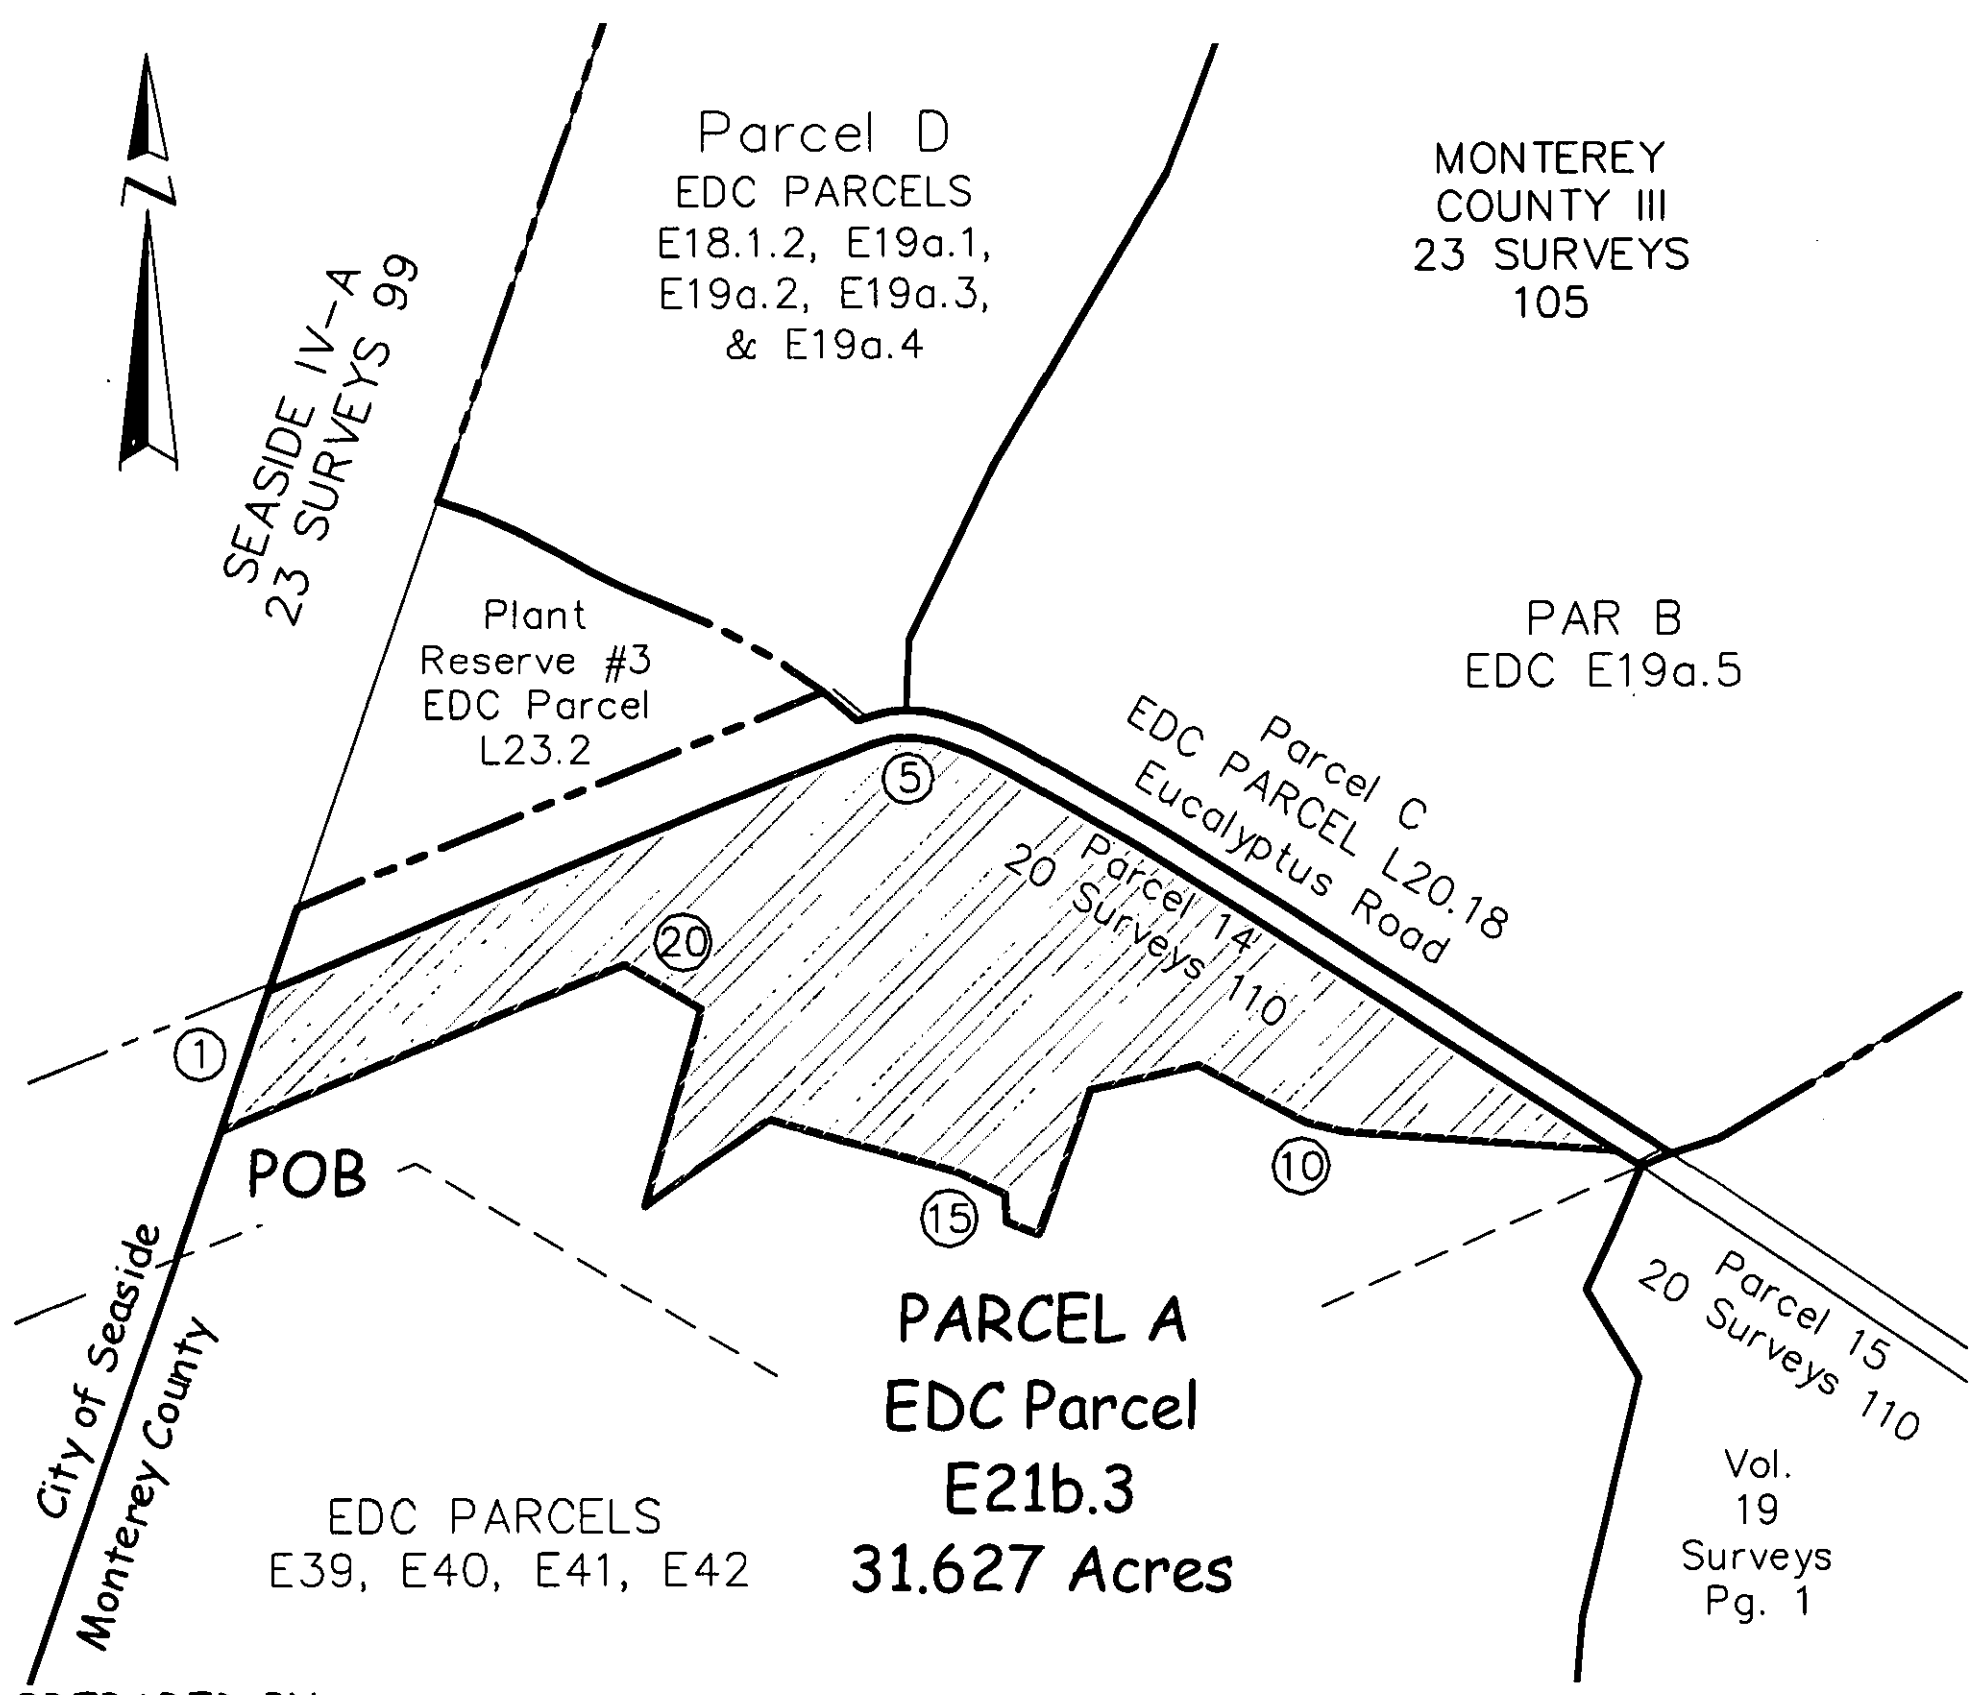 Parcel D
EDC PARCELS
E18.1.2, E19a.1,
E19a.2, E19a.3,
& E19a.4
MONTEREY
COUNTY III
23 SURVEYS
105
Z
SEASIDE IV-A
23 SURVEYS 99
Plant
Reserve #3
EDC Parcel
L23.2
PAR B
EDC E19a.5
Parcel C
EDC PARCEL L20.18
Eucalyptus Road
5
Parcel 14
20 Surveys 110
20
1
POB
10
15
City of Seaside
Monterey County
PARCEL A
EDC Parcel
E21b.3
31.627 Acres
Parcel 15
20 Surveys 110
Vol.
19
Surveys
Pg. 1
EDC PARCELS
E39, E40, E41, E42